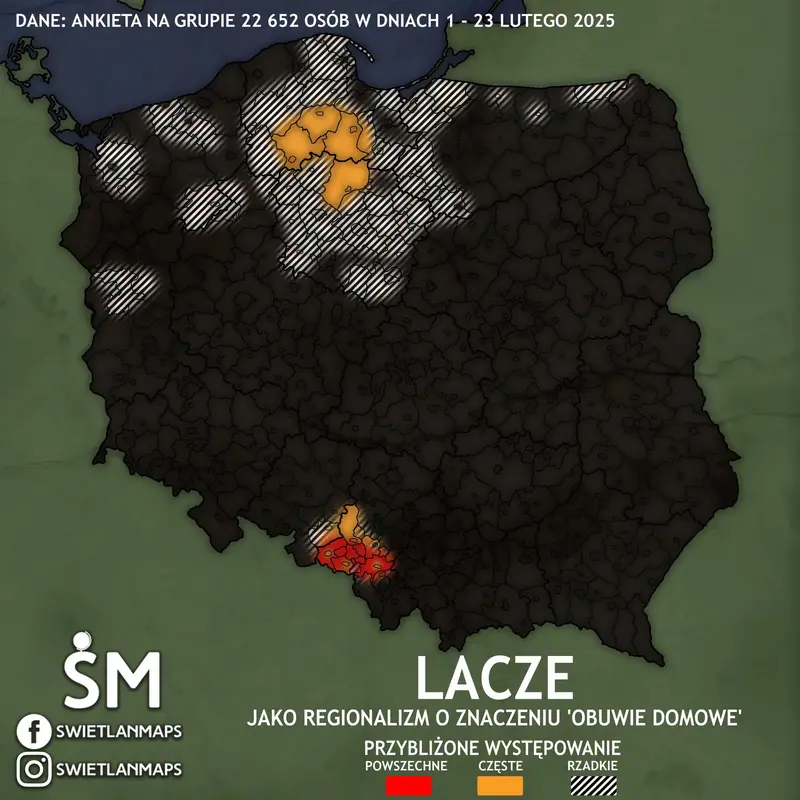 DANE: ANKIETA NA GRUPIE 22 652 OSÓB W DNIACH 1 - 23 LUTEGO 2025
ŚM
SWIETLANMAPS
SWIETLANMAPS
LACZE
JAKO REGIONALIZM O ZNACZENIU 'OBUWIE DOMOWE'
PRZYBLIŻONE WYSTĘPOWANIE
POWSZECHNE CZĘSTE RZADKIE